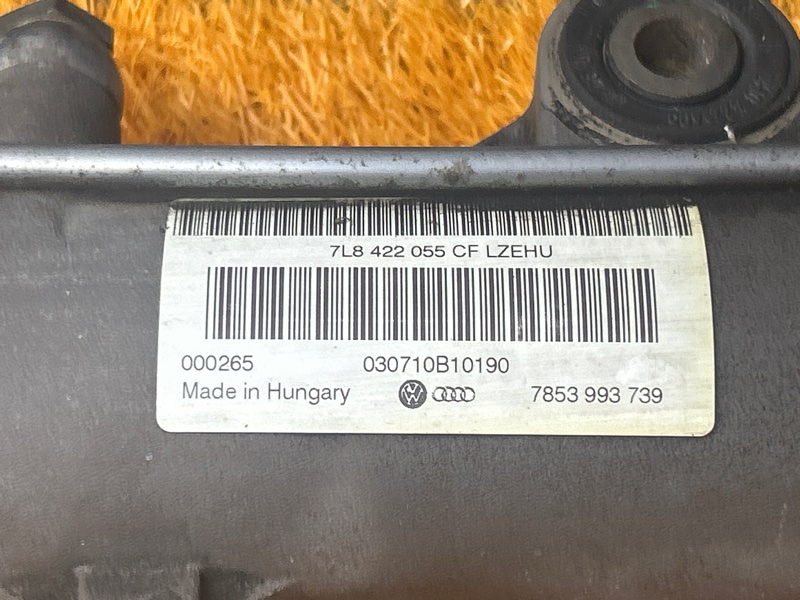 7L8 422 055 CF LZEHU
000265 030710B10190
Made in Hungary 7853 993 739